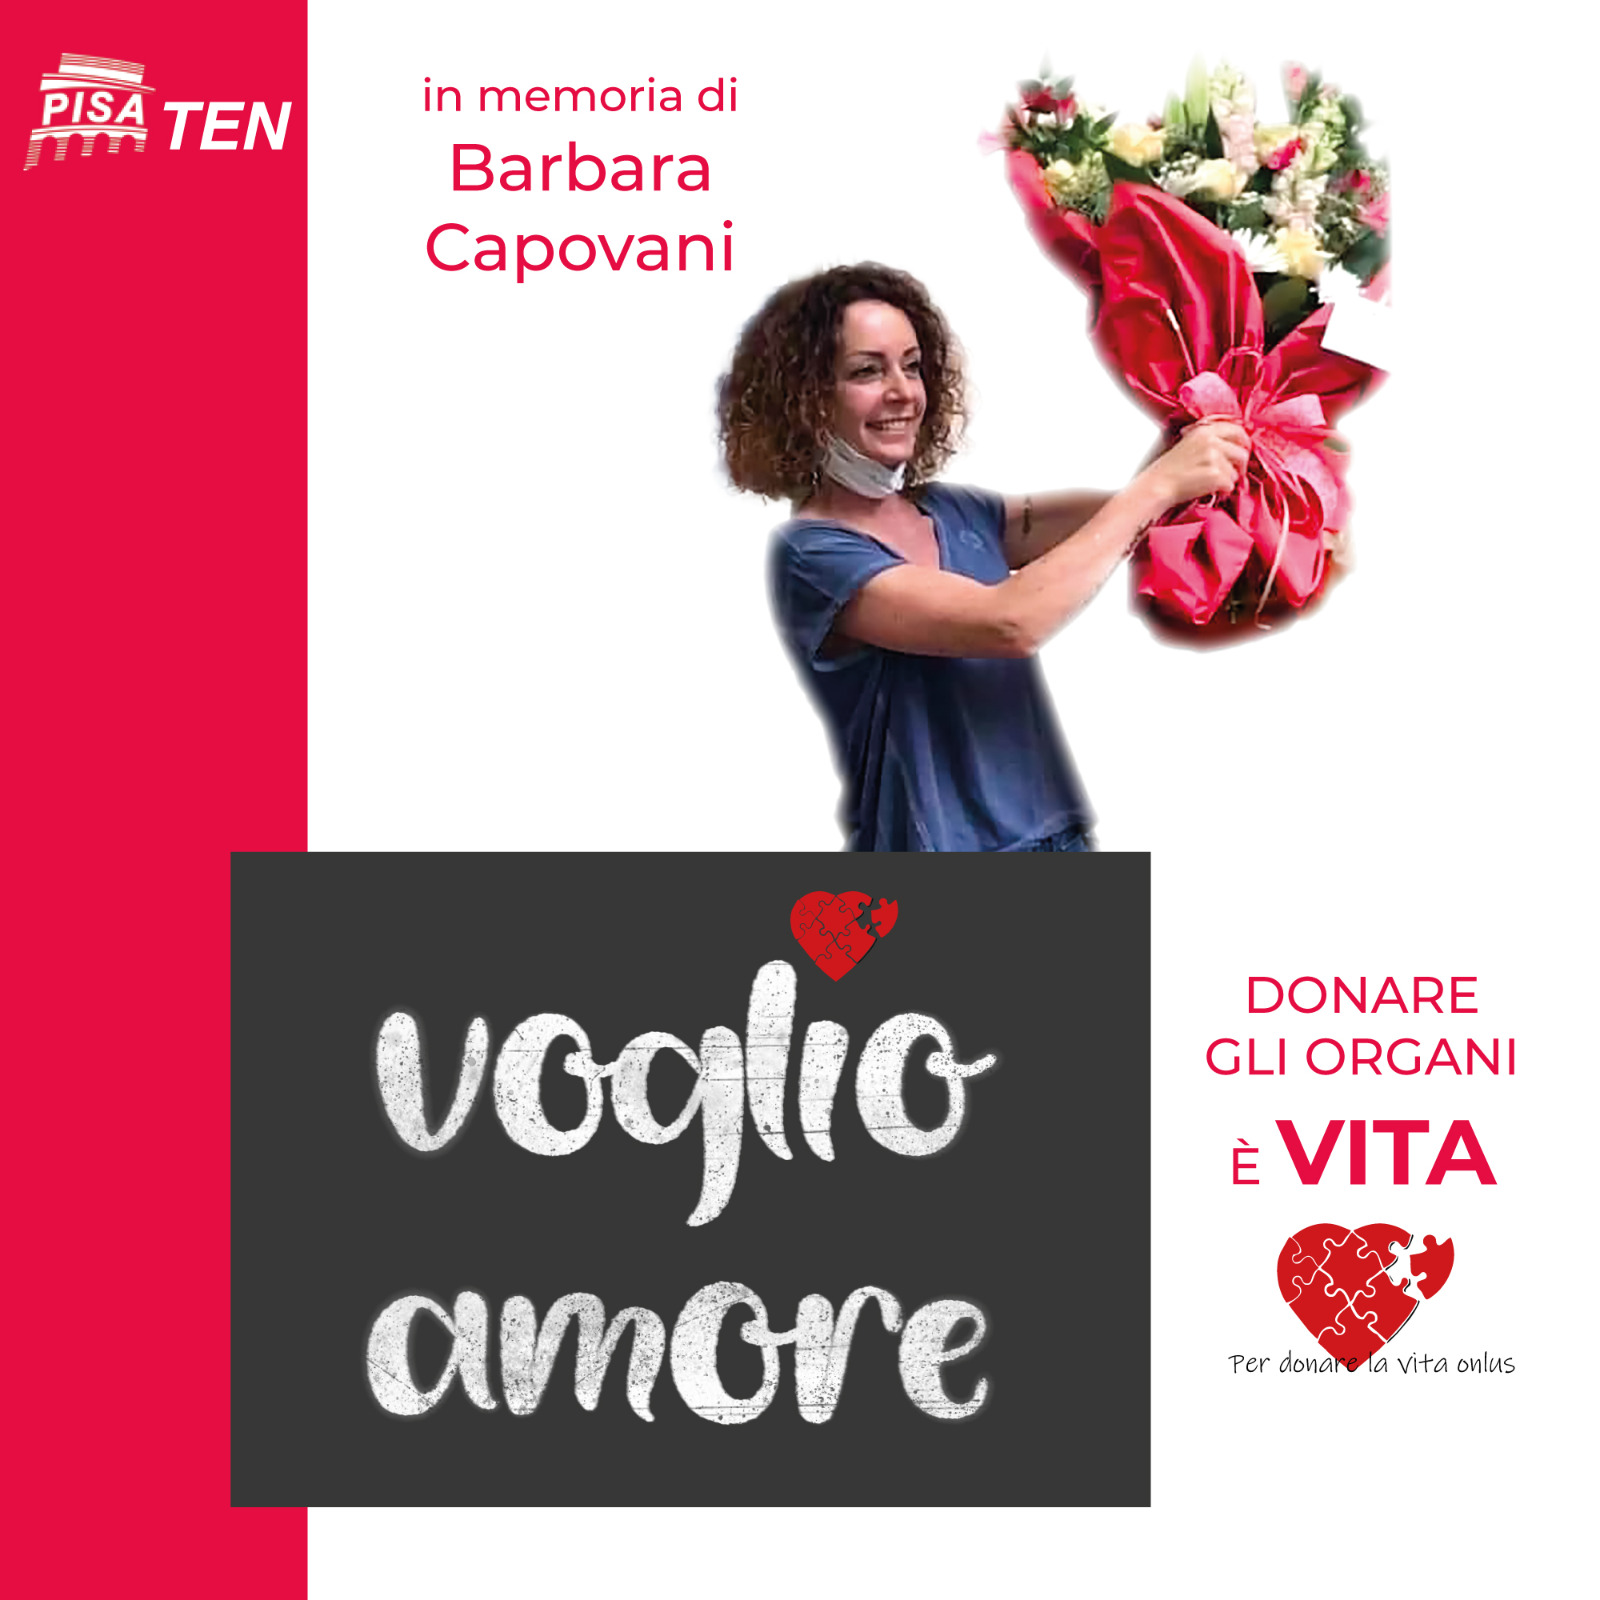 PISA TEN
in memoria di
Barbara
Capovani
voglio
amore
DONARE
GLI ORGANI
È VITA
Per donare la vita onlus